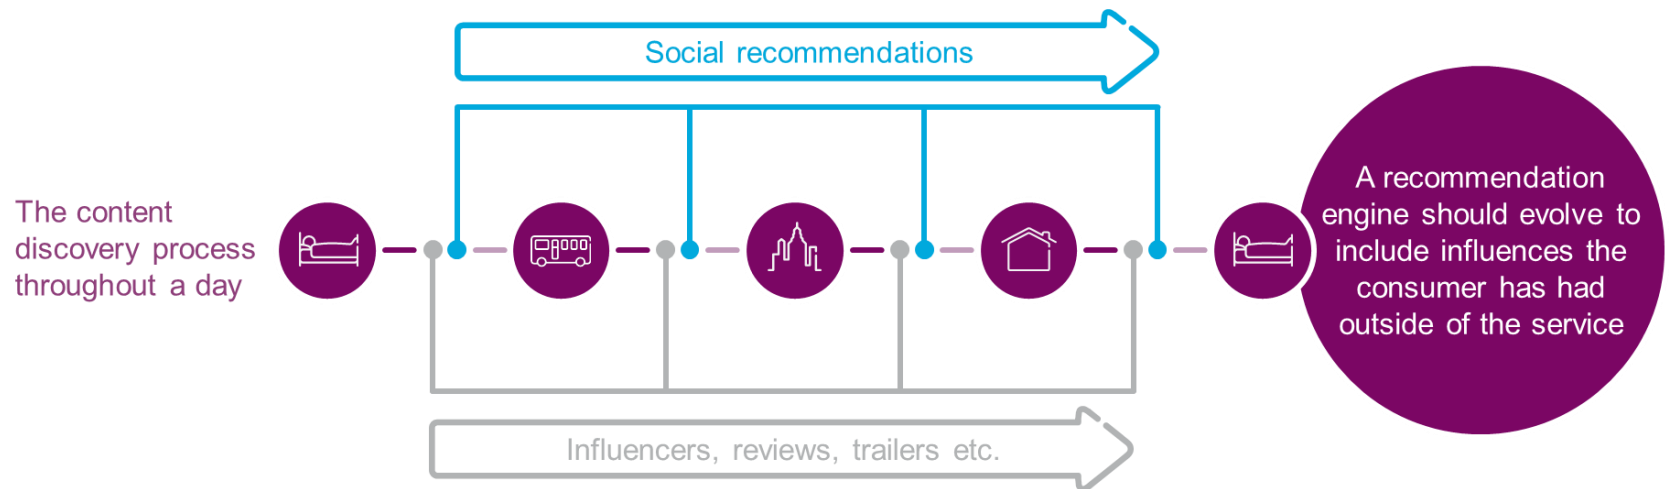 Social recommendations
The content
discovery process
throughout a day
A recommendation
engine should evolve to
include influences the
consumer has had
outside of the service
Influencers, reviews, trailers etc.